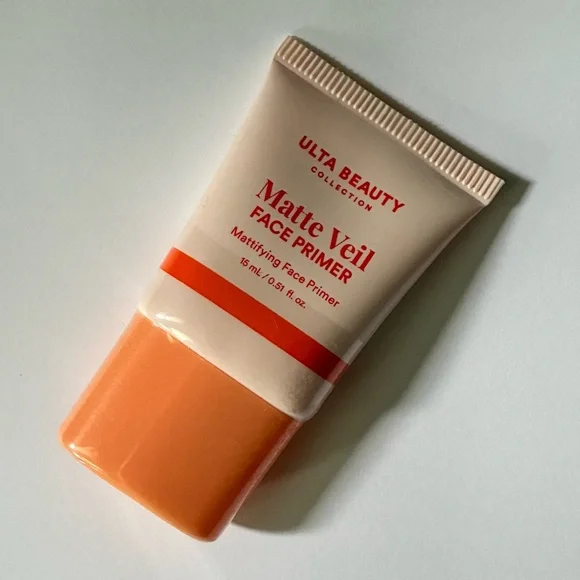 ULTA BEAUTY
COLLECTION
Matte Veil
FACE PRIMER
Mattifying Face Primer
15 mL / 0.51 fl. oz.